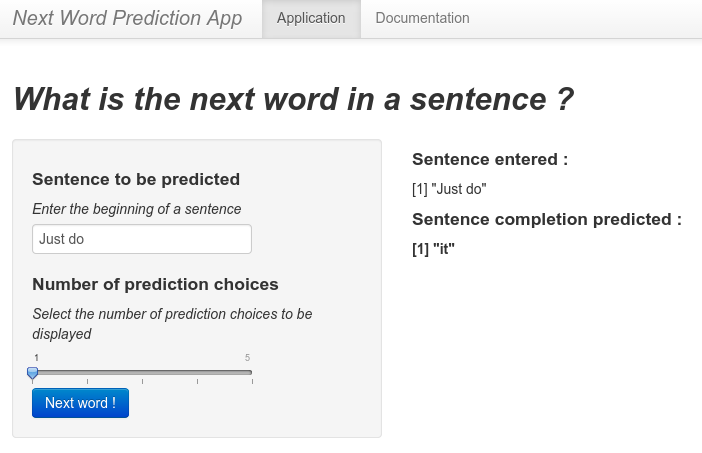 Next Word Prediction App Application Documentation
What is the next word in a sentence ?
Sentence to be predicted
Enter the beginning of a sentence
Just do
Number of prediction choices
Select the number of prediction choices to be
displayed
1 5
Next word !
Sentence entered :
[1] "Just do"
Sentence completion predicted :
[1] "it"